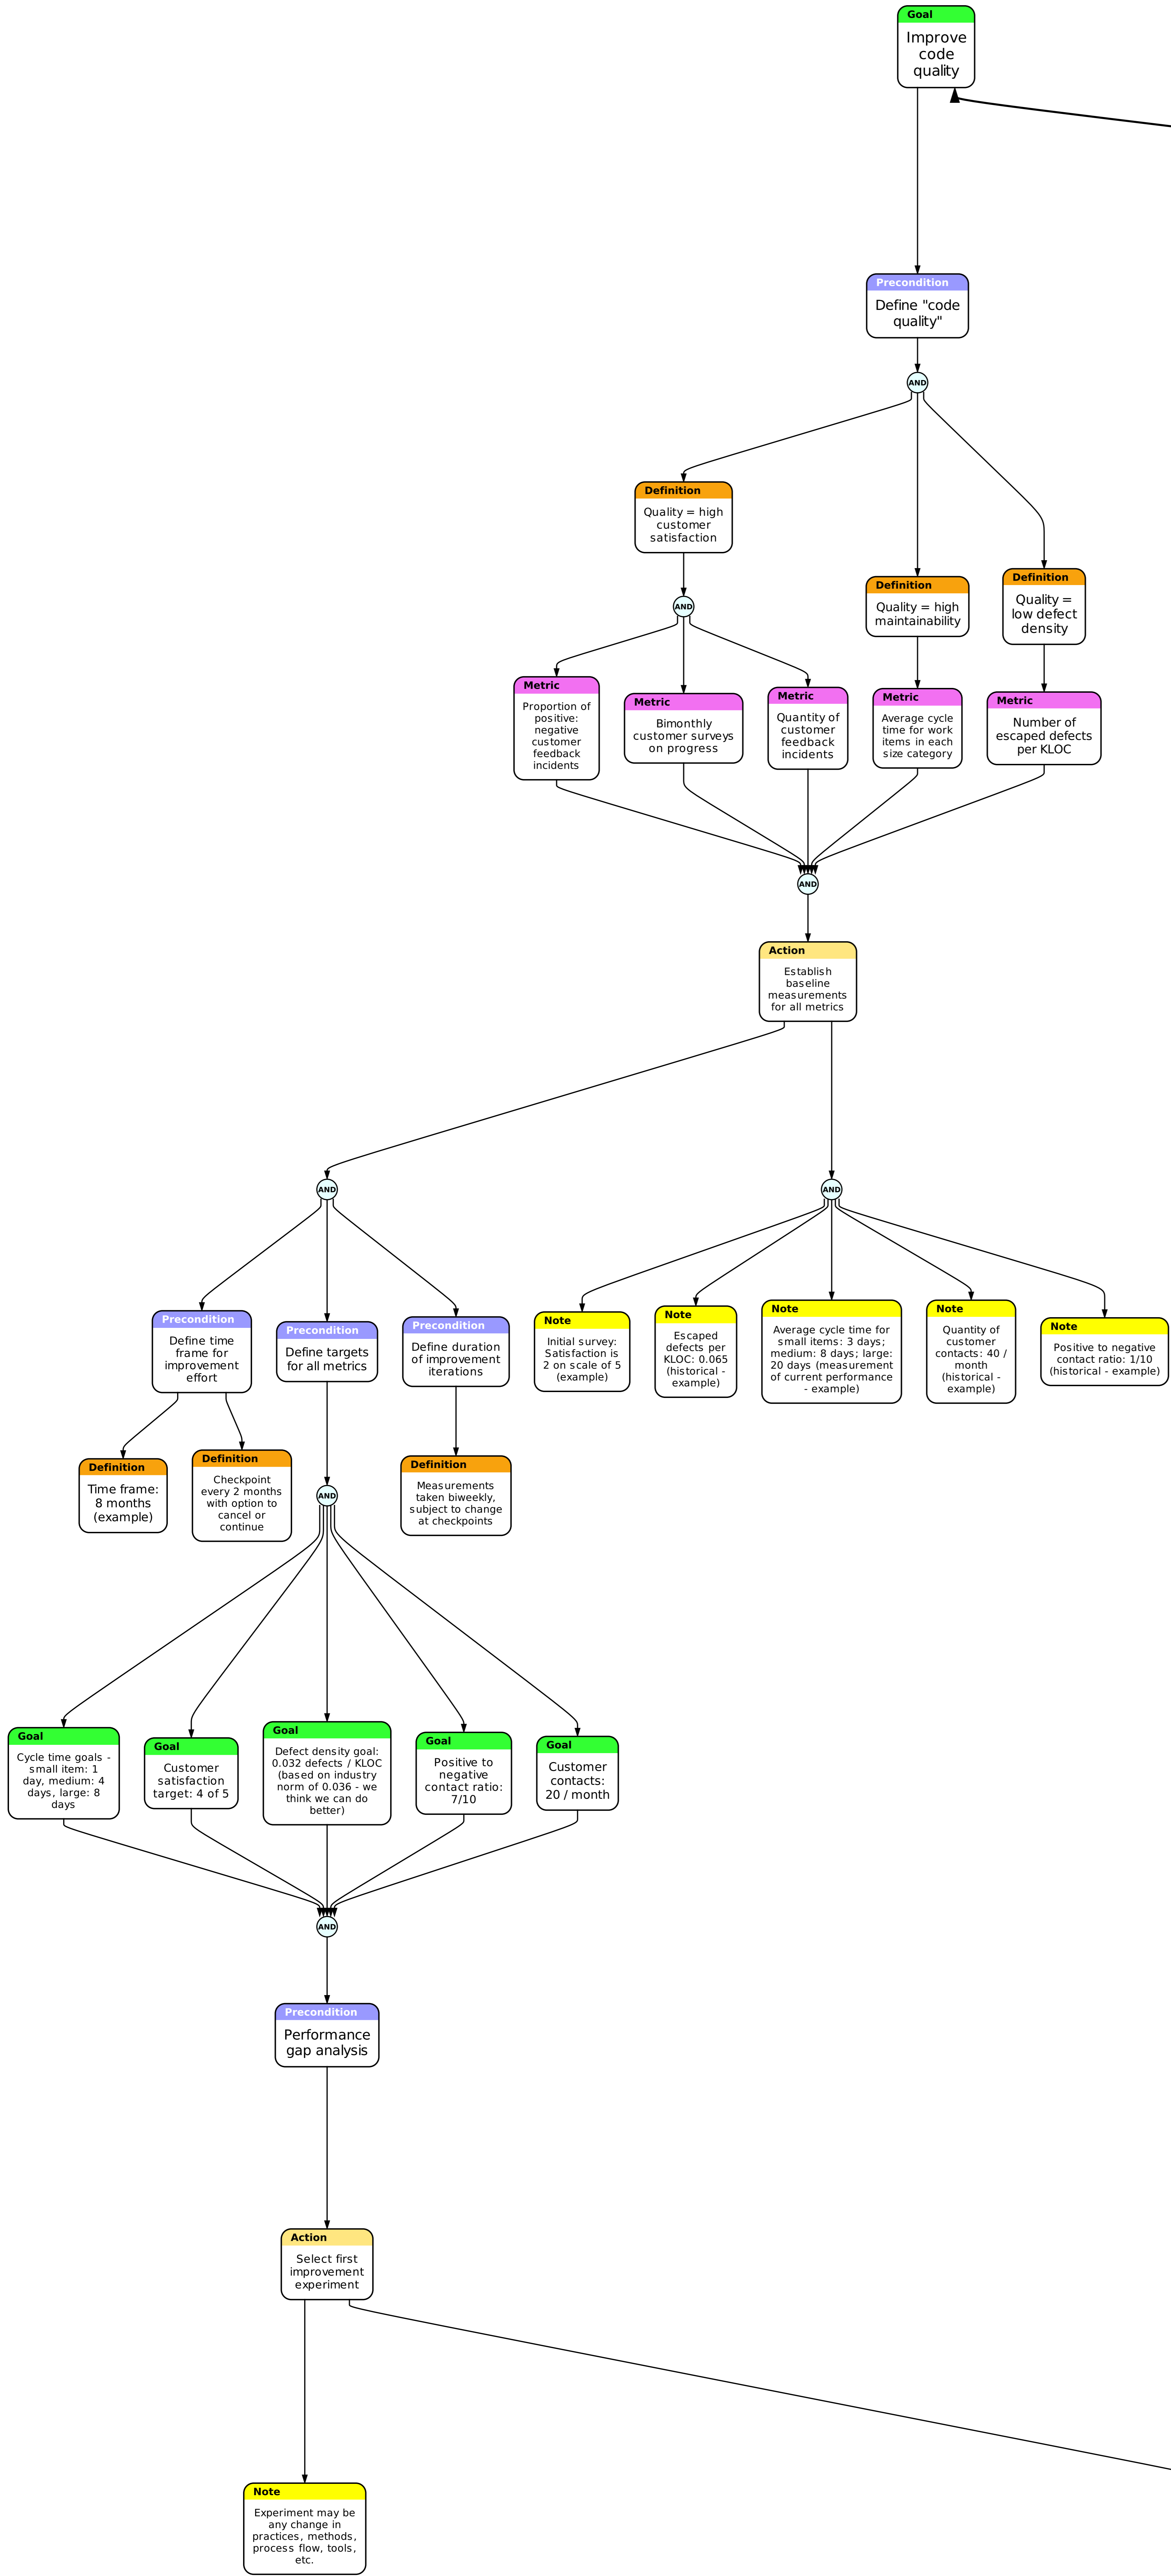 Goal
Improve
code
quality
Precondition
Define "code
quality"
AND
Definition
Quality = high
customer
satisfaction
Definition
Quality = high
maintainability
Definition
Quality =
low defect
density
AND
Metric
Proportion of
positive:
negative
customer
feedback
incidents
Metric
Bimonthly
customer surveys
on progress
Metric
Quantity of
customer
feedback
incidents
Metric
Average cycle
time for work
items in each
size category
Metric
Number of
escaped defects
per KLOC
AND
Action
Establish
baseline
measurements
for all metrics
AND
AND
Precondition
Define time
frame for
improvement
effort
Precondition
Define targets
for all metrics
Precondition
Define duration
of improvement
iterations
Note
Initial survey:
Satisfaction is
2 on scale of 5
(example)
Note
Escaped
defects per
KLOC: 0.065
(historical -
example)
Note
Average cycle time for
small items: 3 days;
medium: 8 days; large:
20 days (measurement
of current performance
- example)
Note
Quantity of
customer
contacts: 40 /
month
(historical -
example)
Note
Positive to negative
contact ratio: 1/10
(historical - example)
Definition
Time frame:
8 months
(example)
Definition
Checkpoint
every 2 months
with option to
cancel or
continue
AND
Definition
Measurements
taken biweekly,
subject to change
at checkpoints
Goal
Cycle time goals -
small item: 1
day, medium: 4
days, large: 8
days
Goal
Customer
satisfaction
target: 4 of 5
Goal
Defect density goal:
0.032 defects / KLOC
(based on industry
norm of 0.036 - we
think we can do
better)
Goal
Positive to
negative
contact ratio:
7/10
Goal
Customer
contacts:
20 / month
AND
Precondition
Performance
gap analysis
Action
Select first
improvement
experiment
Note
Experiment may be
any change in
practices, methods,
process flow, tools,
etc.